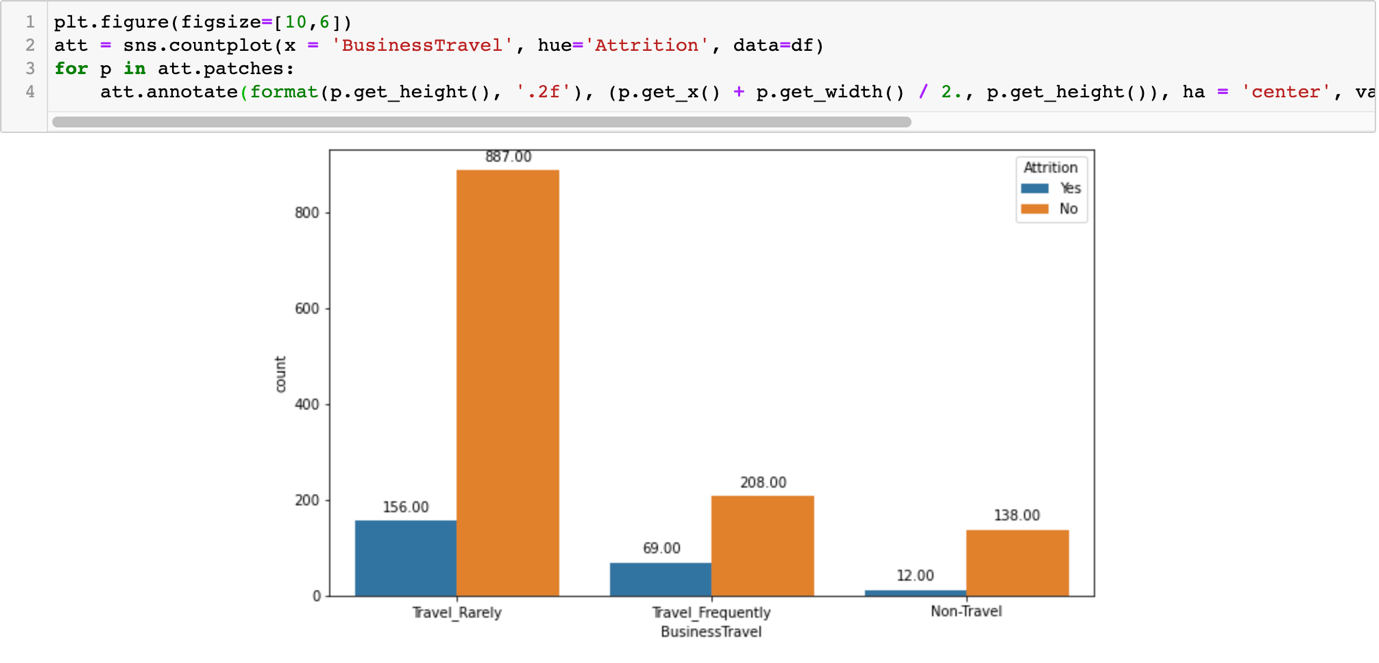 1 plt.figure(figsize=[10,6])
2 att = sns.countplot(x = 'BusinessTravel', hue='Attrition', data=df)
3 for p in att.patches:
4     att.annotate(format(p.get_height(), '.2f'), (p.get_x() + p.get_width() / 2., p.get_height()), ha = 'center', va
887.00
Attrition
Yes
No
800
600
count
400
208.00
200
156.00
138.00
69.00
12.00
0
Travel_Rarely Travel_Frequently Non-Travel
BusinessTravel